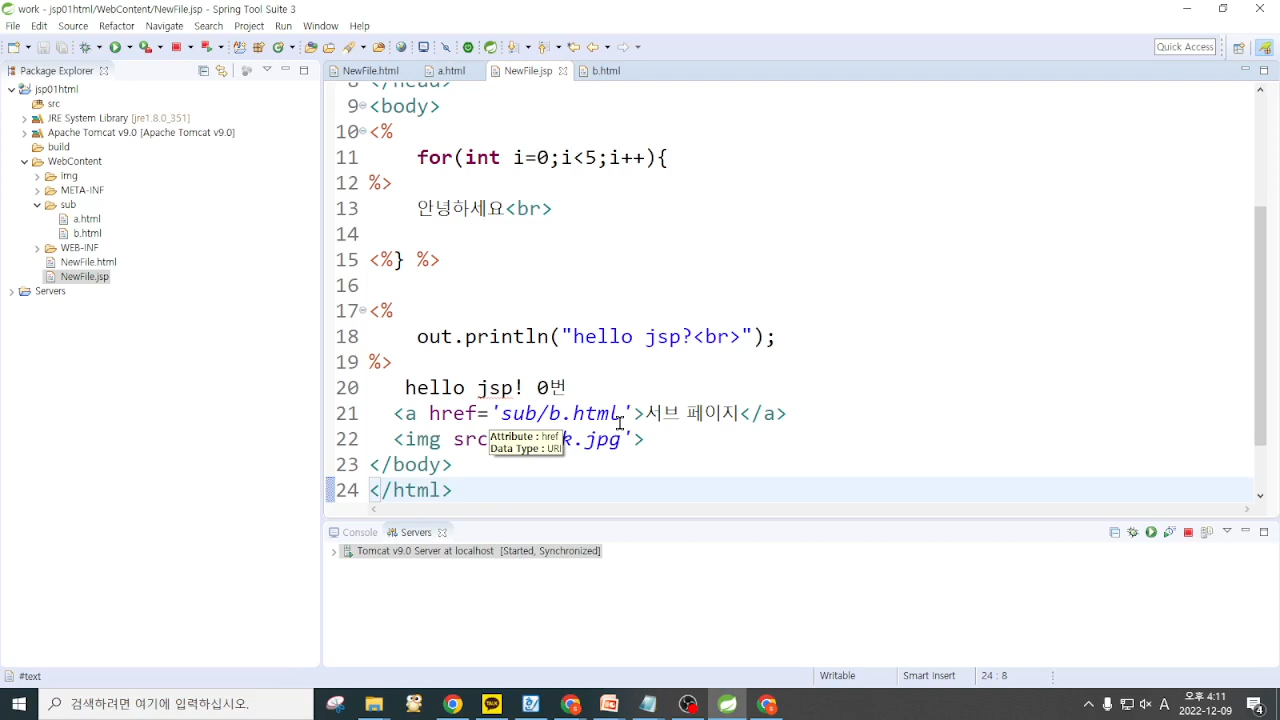 work - jsp01html/WebContent/NewFile.jsp - Spring Tool Suite 3
File Edit Source Refactor Navigate Search Project Run Window Help
Quick Access
Package Explorer
NewFile.html a.html NewFile.jsp b.html
jsp01html
src
JRE System Library [jre1.8.0_351]
Apache Tomcat v9.0 [Apache Tomcat v9.0]
build
WebContent
img
META-INF
sub
a.html
b.html
WEB-INF
NewFile.html
NewFile.jsp
Servers
8 </head>
9 <body>
10 <%
11 for(int i=0;i<5;i++){
12 %>
13 안녕하세요<br>
14
15 <%} %>
16
17 <%
18 out.println("hello jsp?<br>");
19 %>
20 hello jsp! 0번
21 <a href='sub/b.html'>서브 페이지</a>
22 <img src k.jpg'>
Attribute : href
Data Type : URI
23 </body>
24 </html>
Console Servers
Tomcat v9.0 Server at localhost [Started, Synchronized]
#text Writable Smart Insert 24 : 8
검색하려면 여기에 입력하십시오.
TALK
A
오후 4:11
2022-12-09